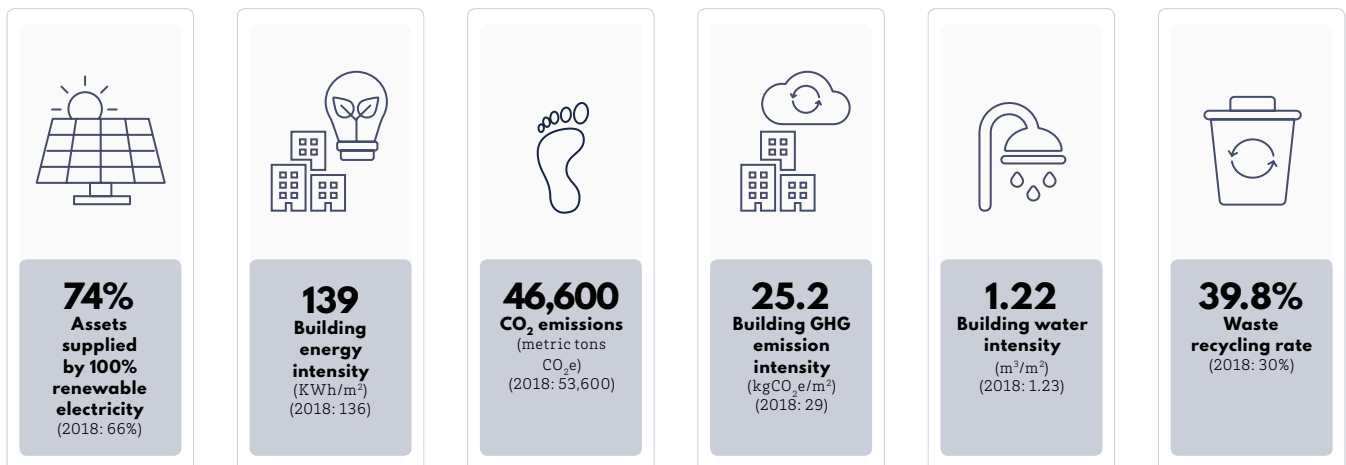 74%
Assets
supplied
by 100%
renewable
electricity
(2018: 66%)
139
Building
energy
intensity
(KWh/m²)
(2018: 136)
46,600
CO₂ emissions
(metric tons
CO₂e)
(2018: 53,600)
25.2
Building GHG
emission
intensity
(kgCO₂e/m²)
(2018: 29)
1.22
Building water
intensity
(m³/m²)
(2018: 1.23)
39.8%
Waste
recycling rate
(2018: 30%)